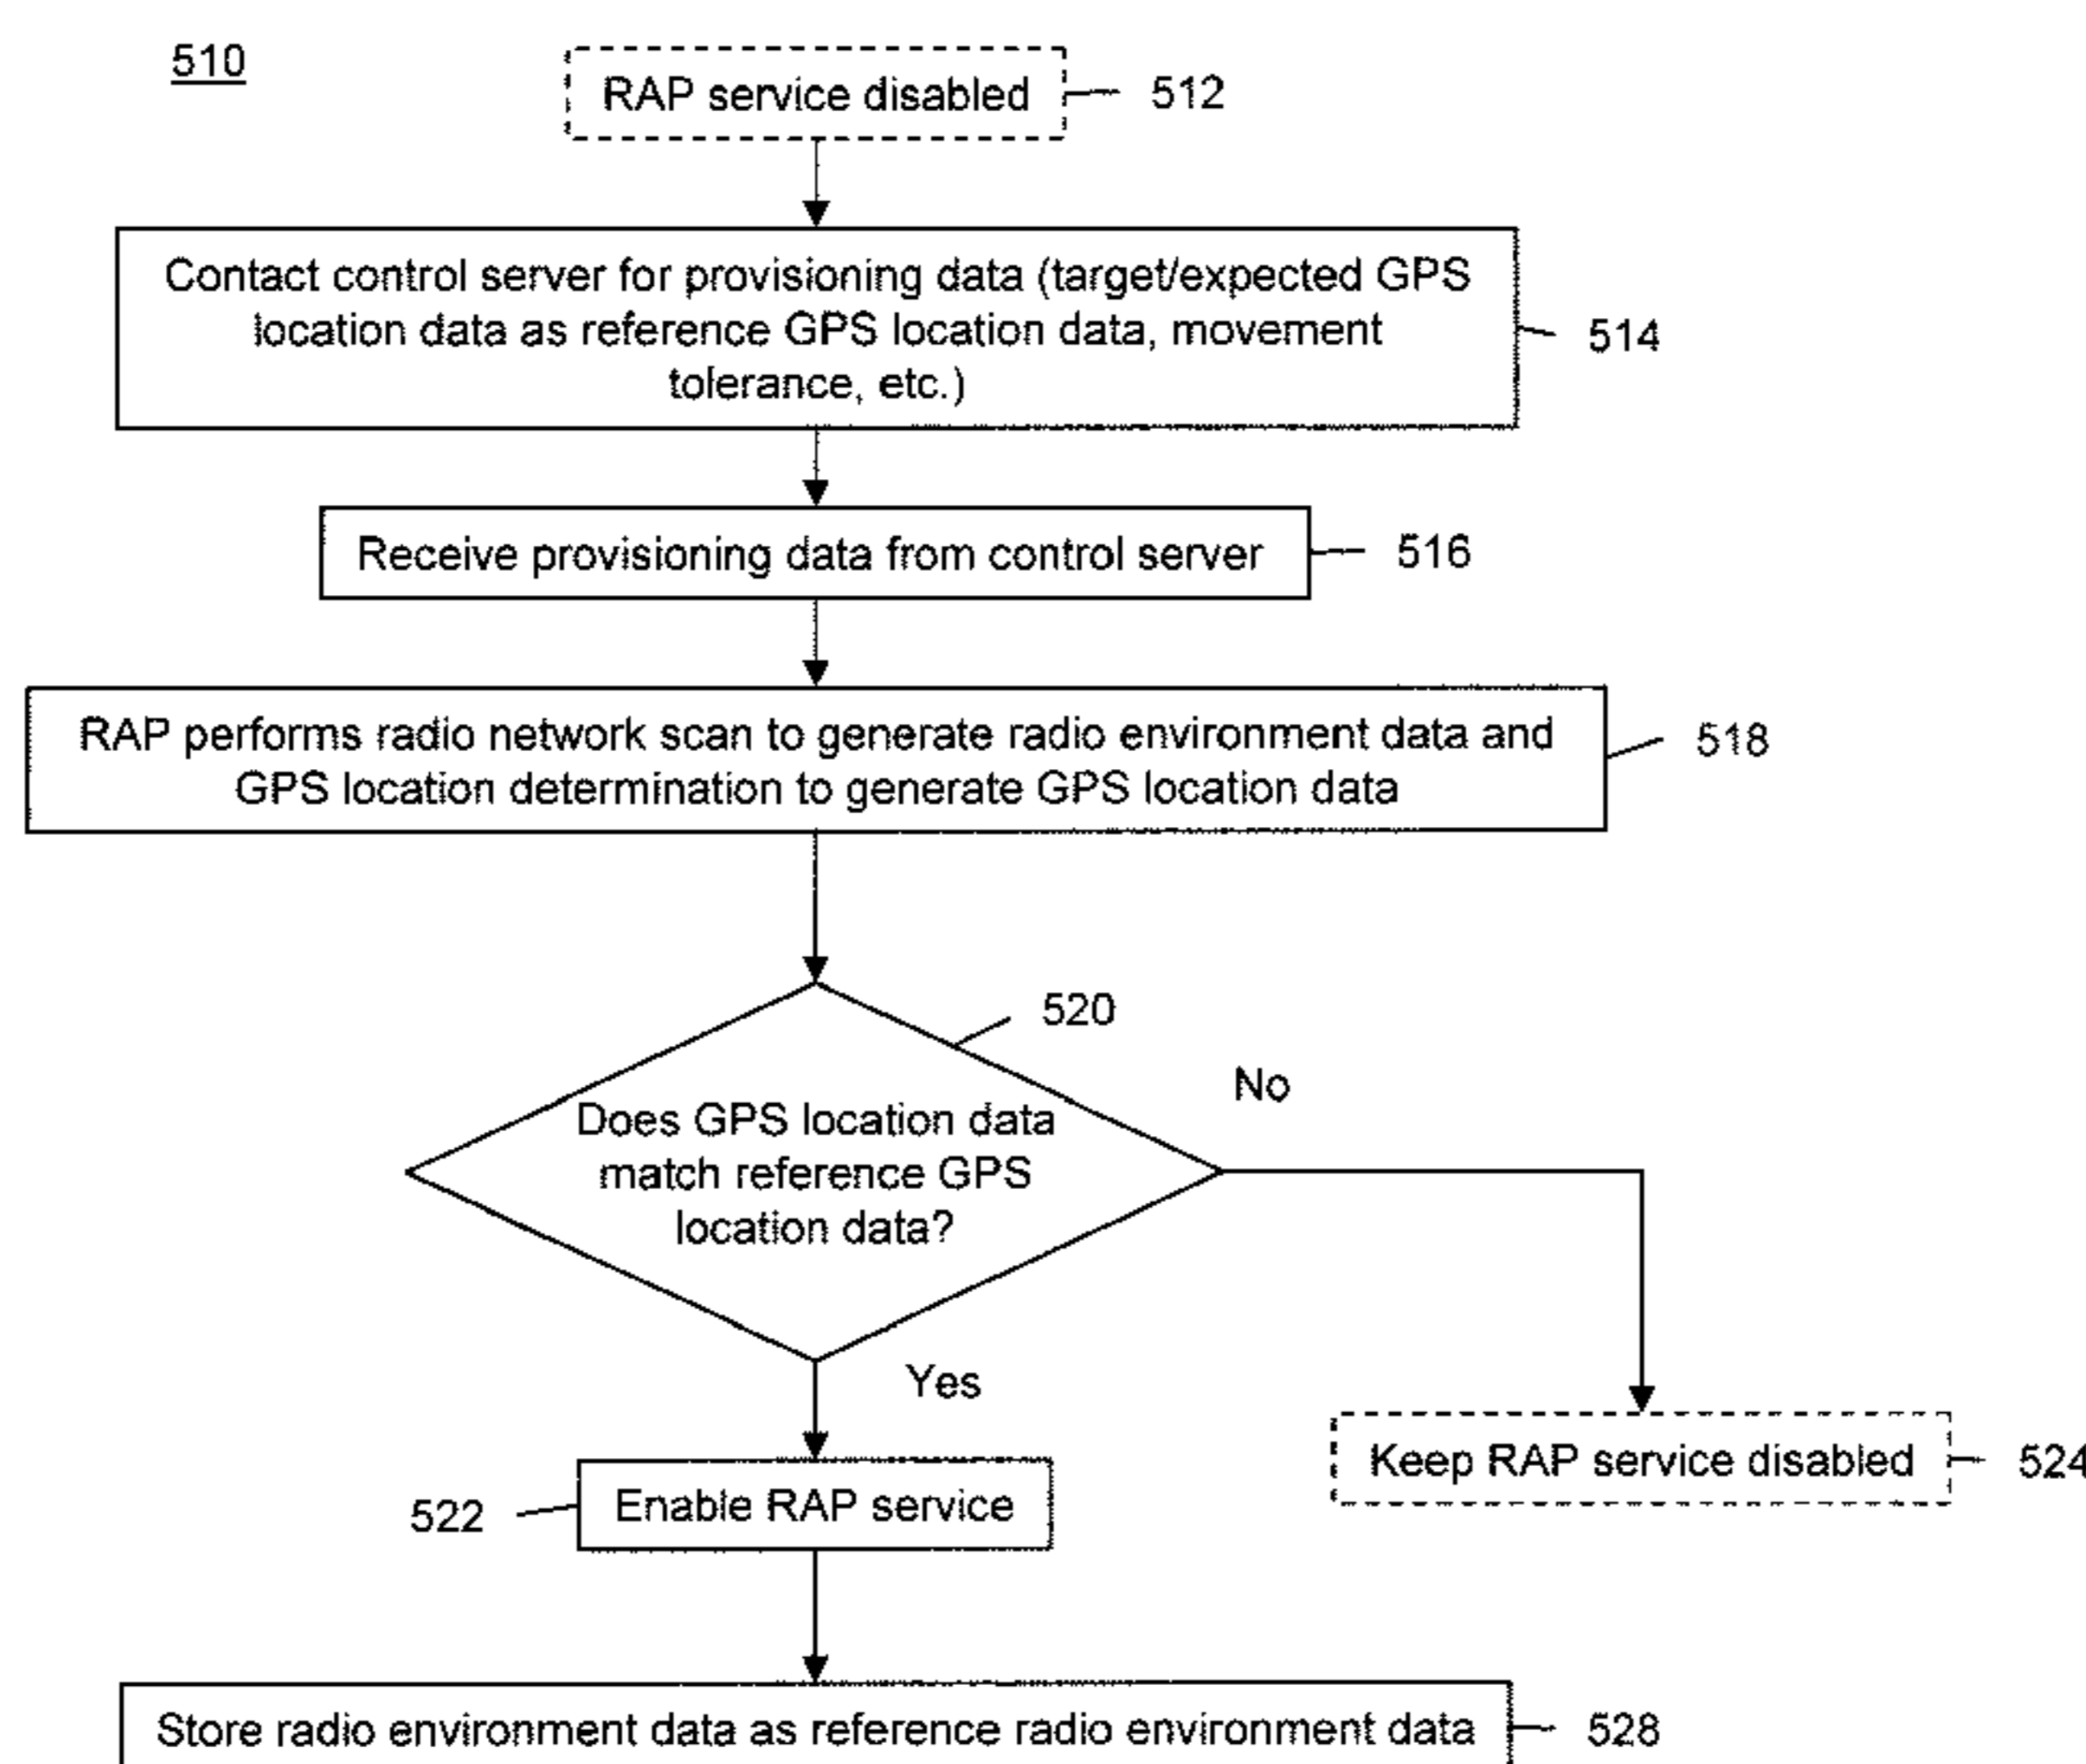 510
RAP service disabled
512
Contact control server for provisioning data (target/expected GPS
location data as reference GPS location data, movement
tolerance, etc.)
514
Receive provisioning data from control server
516
RAP performs radio network scan to generate radio environment data and
GPS location determination to generate GPS location data
518
520
Does GPS location data
match reference GPS
location data?
No
Yes
Enable RAP service
522
Keep RAP service disabled
524
Store radio environment data as reference radio environment data
528